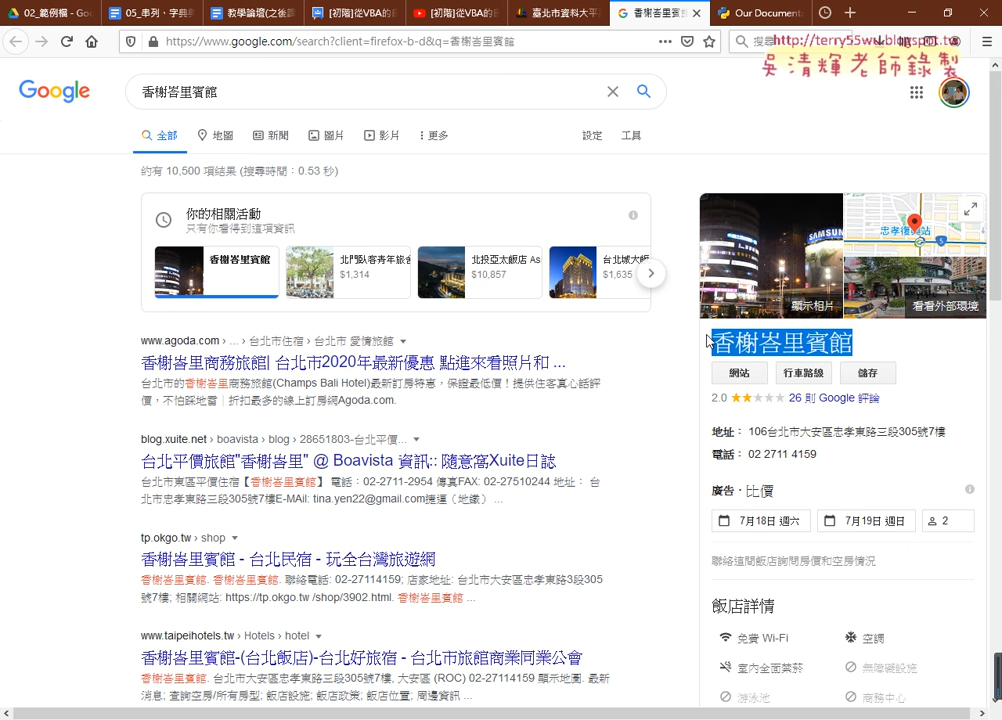 02_範例檔 - Goo
05_串列、字典與
教學論壇(之後課
[初階]從VBA的E
[初階]從VBA的E
臺北市資料大平
香榭峇里賓館
Our Documenta
https://www.google.com/search?client=firefox-b-d&q=香榭峇里賓館
搜尋
http://terry55wu.blogspot.tw
吳清輝老師錄製
Google
香榭峇里賓館
全部
地圖
新聞
圖片
影片
更多
設定
工具
約有 10,500 項結果 (搜尋時間：0.53 秒)
你的相關活動
只有你看得到這項資訊
香榭峇里賓館
北門臥客青年旅舍
$1,314
北投亞太飯店 As
$10,857
台北城大飯
$1,635
www.agoda.com › ... › 台北市住宿 › 台北市 愛情旅館
香榭峇里商務旅館| 台北市2020年最新優惠 點進來看照片和 ...
台北市的香榭峇里商務旅館(Champs Bali Hotel)最新訂房特惠，保證最低價！提供住客真心話評
價，不怕踩地雷｜折扣最多的線上訂房網Agoda.com.
blog.xuite.net › boavista › blog › 28651803-台北平價...
台北平價旅館"香榭峇里" @ Boavista 資訊:: 隨意窩Xuite日誌
台北市東區平價住宿【香榭峇里賓館】 電話：02-2711-2954 傳真FAX: 02-27510244 地址： 台
北市忠孝東路三段305號7樓E-MAil: tina.yen22@gmail.com捷運（地鐵） ...
tp.okgo.tw › shop
香榭峇里賓館 - 台北民宿 - 玩全台灣旅遊網
香榭峇里賓館. 香榭峇里賓館. 聯絡電話: 02-27114159; 店家地址: 台北市大安區忠孝東路3段305
號7樓; 相關網站: https://tp.okgo.tw /shop/3902.html. 香榭峇里賓館 ...
www.taipeihotels.tw › Hotels › hotel
香榭峇里賓館-(台北飯店)-台北好旅宿 - 台北市旅館商業同業公會
香榭峇里賓館. 台北市忠孝東路三段305號7樓. 大安區 (ROC) 02-27114159 顯示地圖. 最新
消息; 查詢空房/所有房型; 飯店設施; 飯店政策; 飯店位置; 周邊資訊 ...
SAMSUNG
顯示相片
忠孝復興站
5
看看外部環境
香榭峇里賓館
網站
行車路線
儲存
2.0
26 則 Google 評論
地址： 106台北市大安區忠孝東路三段305號7樓
電話： 02 2711 4159
廣告・比價
7月18日 週六
7月19日 週日
2
聯絡這間飯店詢問房價和空房情況
飯店詳情
免費 Wi-Fi
空調
室內全面禁菸
無障礙設施
游泳池
商務中心